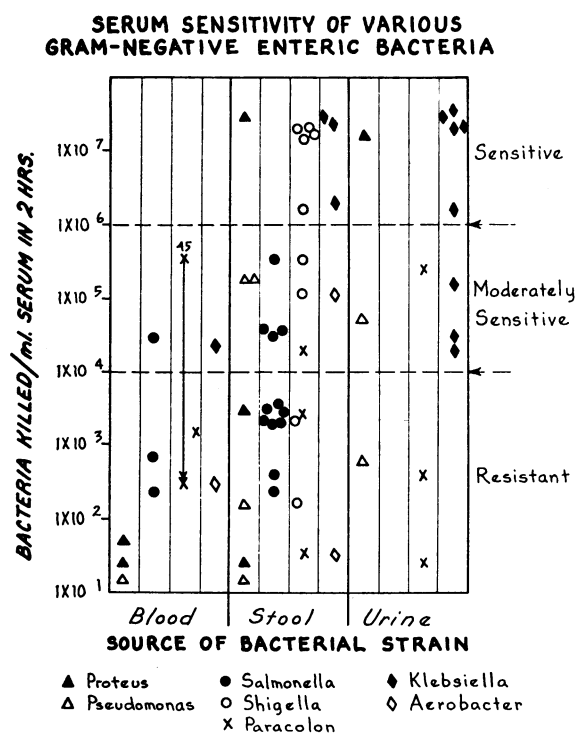 SERUM SENSITIVITY OF VARIOUS
GRAM-NEGATIVE ENTERIC BACTERIA
BACTERIA KILLED/ml. SERUM IN 2 HRS.
1X10 7
1X10 6
1X10 5
1X10 4
1X10 3
1X10 2
1X10 1
45
Sensitive
Moderately
Sensitive
Resistant
Blood Stool Urine
SOURCE OF BACTERIAL STRAIN
Proteus Salmonella Klebsiella
Pseudomonas Shigella Aerobacter
Paracolon